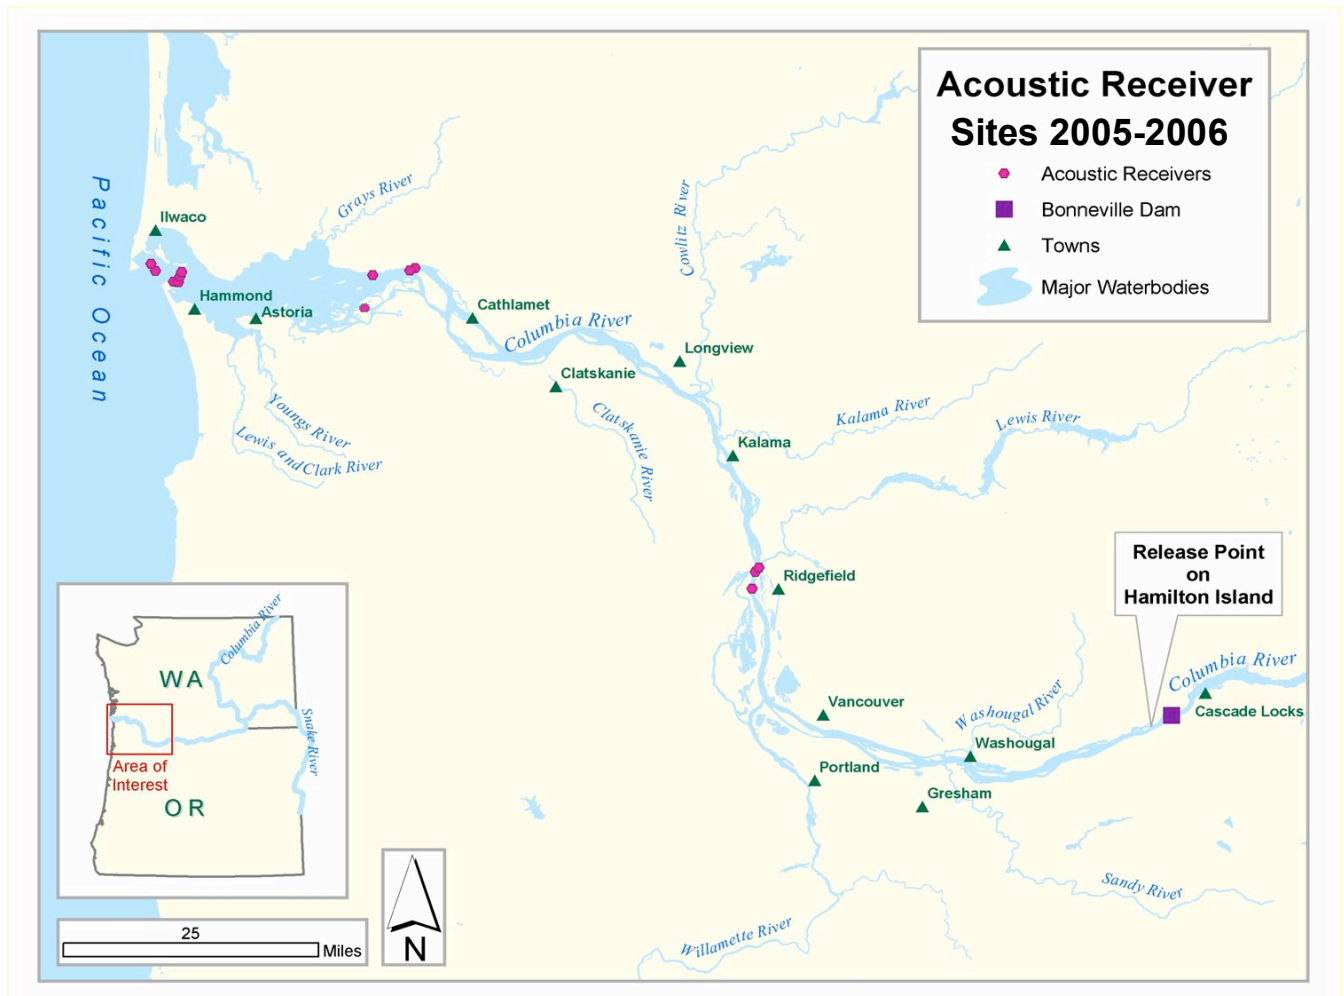 Acoustic Receiver
Sites 2005-2006
Acoustic Receivers
Bonneville Dam
Towns
Major Waterbodies
Pacific Ocean
Ilwaco
Grays River
Cowlitz River
Hammond
Astoria
Cathlamet
Columbia River
Longview
Clatskanie
Clatskanie River
Youngs River
Lewis and Clark River
Kalama River
Lewis River
Kalama
Ridgefield
Release Point
on
Hamilton Island
Columbia River
Cascade Locks
Vancouver
Washougal River
Washougal
Portland
Gresham
Sandy River
Willamette River
Columbia River
WA
Snake River
Area of
Interest
OR
25
Miles
N